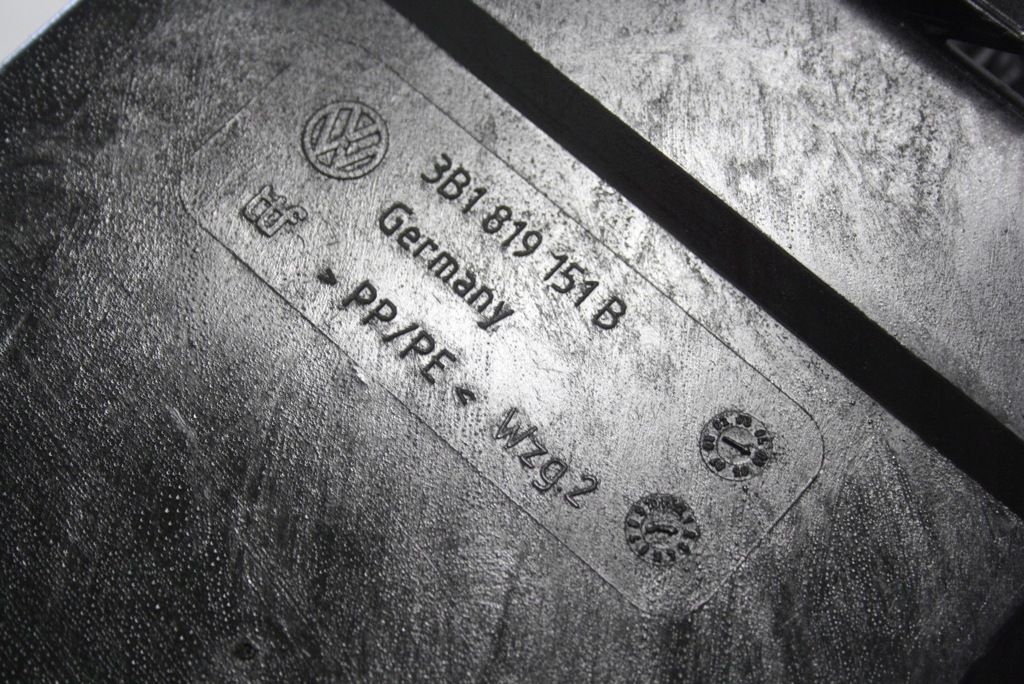 3B1 819 151 B
Germany
> PP/PE < Wzg.2